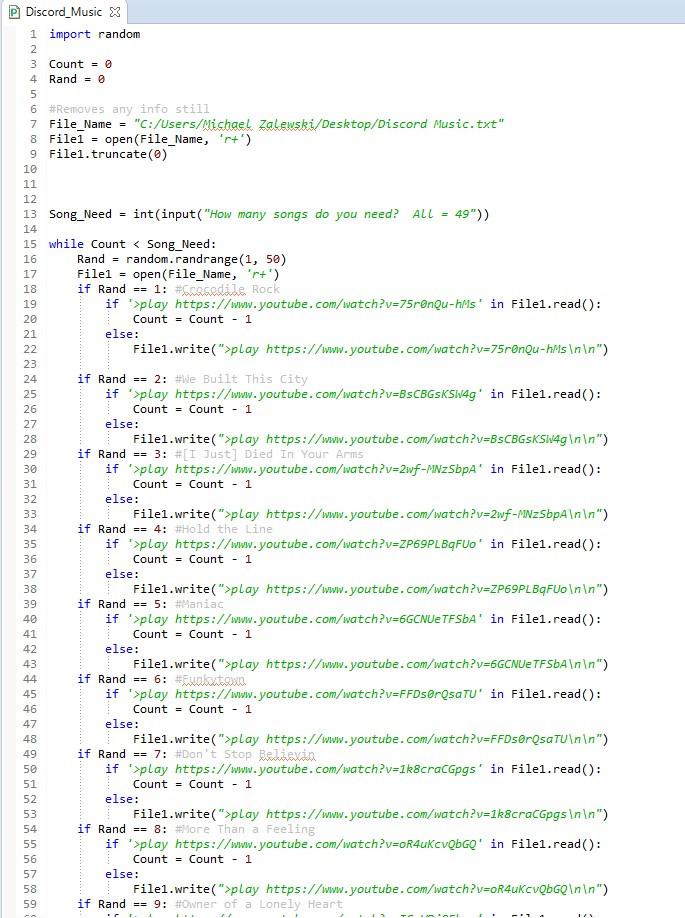 Discord_Music
1 import random
2
3 Count = 0
4 Rand = 0
5
6 #Removes any info still
7 File_Name = "C:/Users/Michael Zalewski/Desktop/Discord Music.txt"
8 File1 = open(File_Name, 'r+')
9 File1.truncate(0)
10
11
12
13 Song_Need = int(input("How many songs do you need?  All = 49"))
14
15 while Count < Song_Need:
16     Rand = random.randrange(1, 50)
17     File1 = open(File_Name, 'r+')
18     if Rand == 1: #Crocodile Rock
19         if '>play https://www.youtube.com/watch?v=75r0nQu-hMs' in File1.read():
20             Count = Count - 1
21         else:
22             File1.write(">play https://www.youtube.com/watch?v=75r0nQu-hMs\n\n")
23
24     if Rand == 2: #We Built This City
25         if '>play https://www.youtube.com/watch?v=BsCBGsKSW4g' in File1.read():
26             Count = Count - 1
27         else:
28             File1.write(">play https://www.youtube.com/watch?v=BsCBGsKSW4g\n\n")
29     if Rand == 3: #[I Just] Died In Your Arms
30         if '>play https://www.youtube.com/watch?v=2wf-MNzSbpA' in File1.read():
31             Count = Count - 1
32         else:
33             File1.write(">play https://www.youtube.com/watch?v=2wf-MNzSbpA\n\n")
34     if Rand == 4: #Hold the Line
35         if '>play https://www.youtube.com/watch?v=ZP69PLBqFUo' in File1.read():
36             Count = Count - 1
37         else:
38             File1.write(">play https://www.youtube.com/watch?v=ZP69PLBqFUo\n\n")
39     if Rand == 5: #Maniac
40         if '>play https://www.youtube.com/watch?v=6GCNUeTFSbA' in File1.read():
41             Count = Count - 1
42         else:
43             File1.write(">play https://www.youtube.com/watch?v=6GCNUeTFSbA\n\n")
44     if Rand == 6: #Funkytown
45         if '>play https://www.youtube.com/watch?v=FFDs0rQsaTU' in File1.read():
46             Count = Count - 1
47         else:
48             File1.write(">play https://www.youtube.com/watch?v=FFDs0rQsaTU\n\n")
49     if Rand == 7: #Don't Stop Believin
50         if '>play https://www.youtube.com/watch?v=1k8craCGpgs' in File1.read():
51             Count = Count - 1
52         else:
53             File1.write(">play https://www.youtube.com/watch?v=1k8craCGpgs\n\n")
54     if Rand == 8: #More Than a Feeling
55         if '>play https://www.youtube.com/watch?v=oR4uKcvQbGQ' in File1.read():
56             Count = Count - 1
57         else:
58             File1.write(">play https://www.youtube.com/watch?v=oR4uKcvQbGQ\n\n")
59     if Rand == 9: #Owner of a Lonely Heart